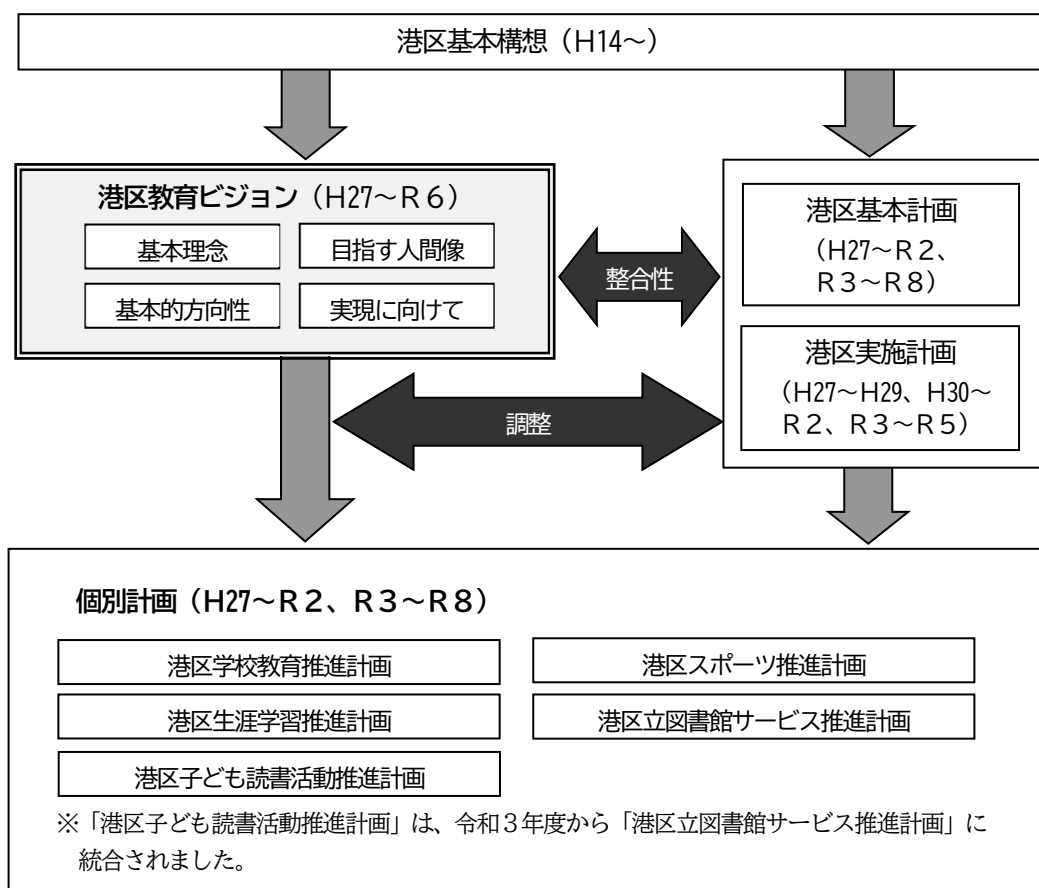 港区基本構想（H14～）
港区教育ビジョン（H27～R６）
基本理念
目指す人間像
基本的方向性
実現に向けて
整合性
港区基本計画
（H27～R２、
R３～R８）
港区実施計画
（H27～H29、H30～
R２、R３～R５）
調整
個別計画（H27～R２、R３～R８）
港区学校教育推進計画
港区スポーツ推進計画
港区生涯学習推進計画
港区立図書館サービス推進計画
港区子ども読書活動推進計画
※「港区子ども読書活動推進計画」は、令和３年度から「港区立図書館サービス推進計画」に
統合されました。